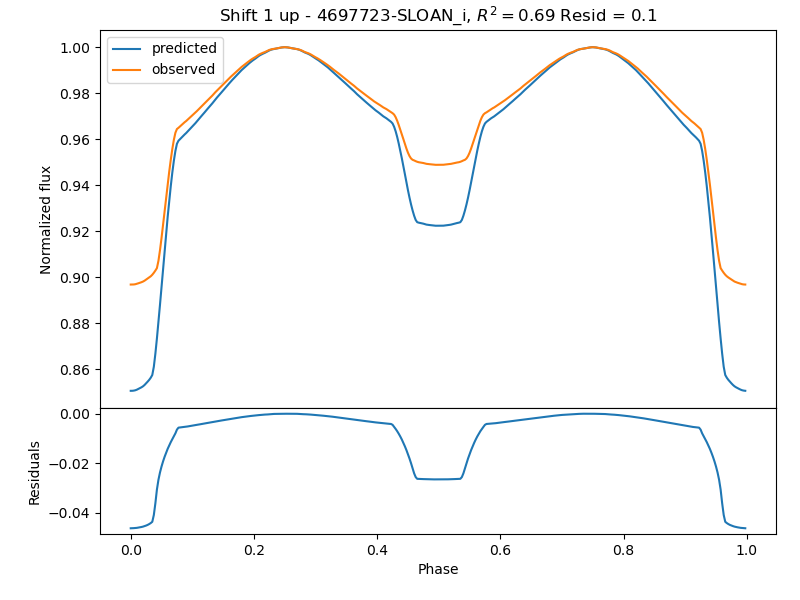 Shift 1 up - 4697723-SLOAN_i, $R^2 = 0.69$ Resid = 0.1
predicted
observed
1.00
0.98
0.96
0.94
0.92
0.90
0.88
0.86
Normalized flux
0.00
−0.02
−0.04
Residuals
0.0 0.2 0.4 0.6 0.8 1.0
Phase